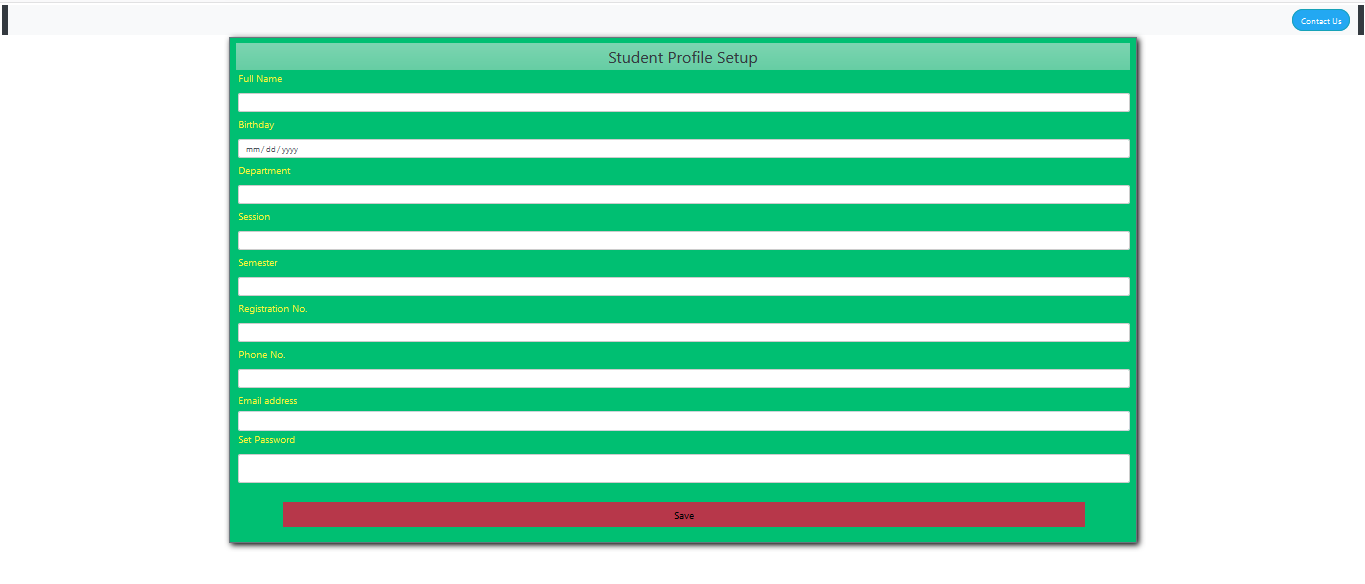 Contact Us
Student Profile Setup
Full Name
Birthday
mm/dd/yyyy
Department
Session
Semester
Registration No.
Phone No.
Email address
Set Password
Save